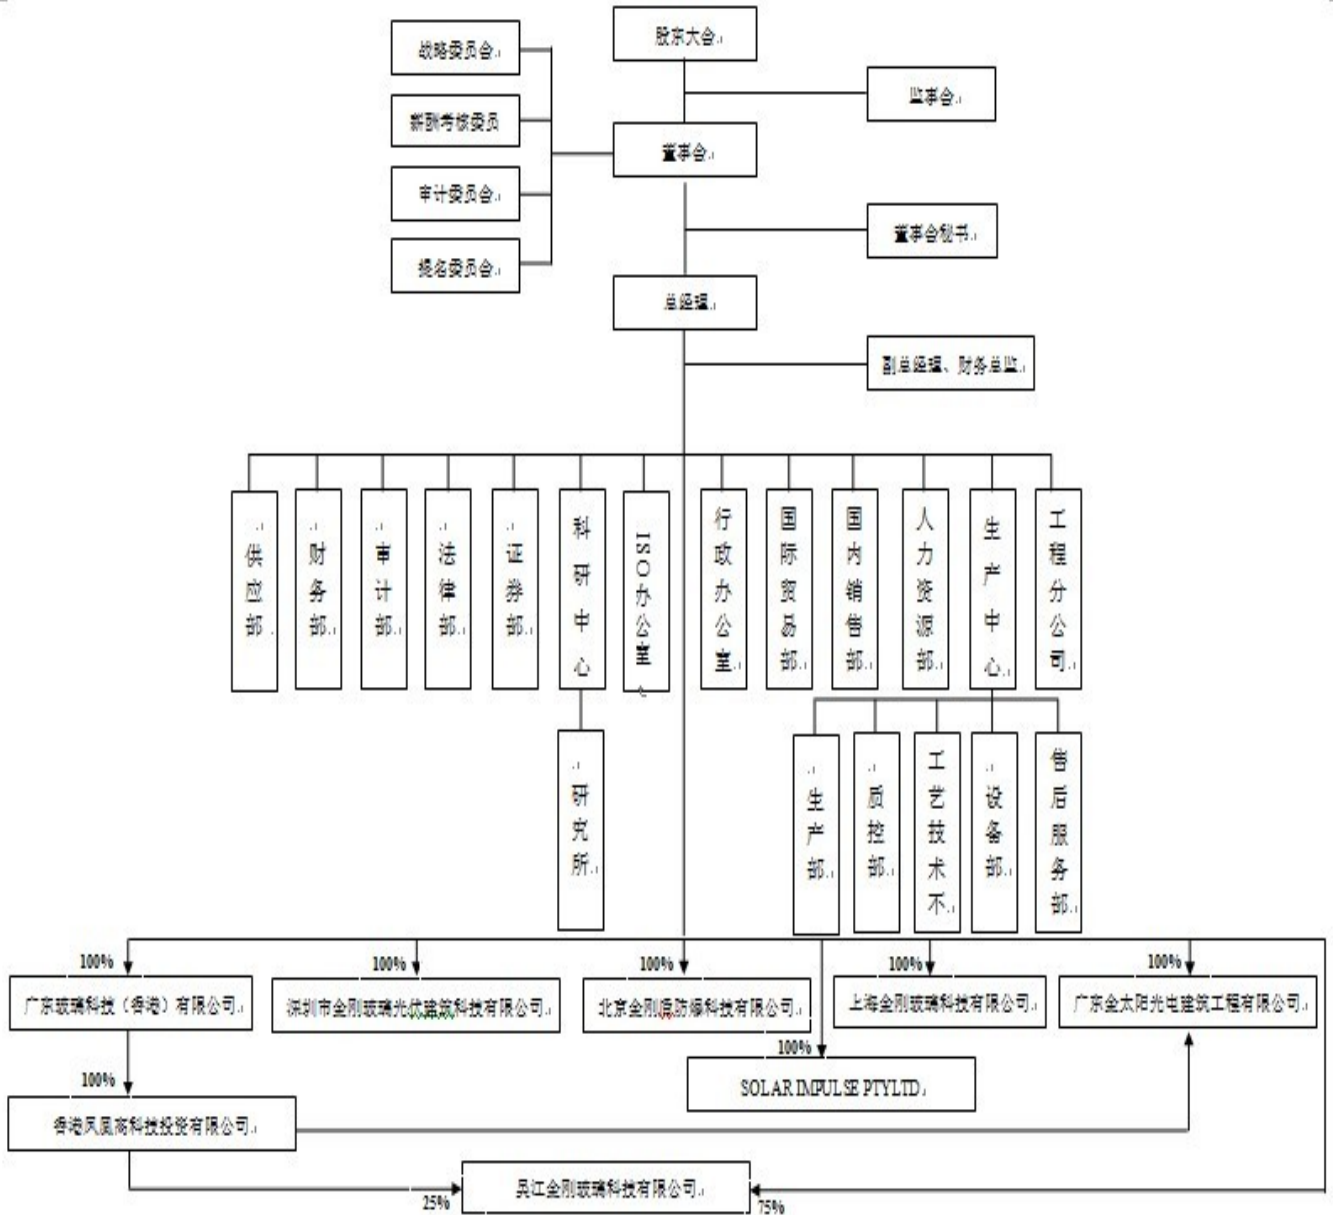 股东大会
战略委员会
监事会
薪酬考核委员
董事会
审计委员会
董事会秘书
提名委员会
总经理
副总经理、财务总监
供应部
财务部
审计部
法律部
证券部
科研中心
ISO办公室
行政办公室
国际贸易部
国内销售部
人力资源部
生产中心
工程分公司
研究所
生产部
质控部
工艺技术不
设备部
售后服务部
100%
100%
100%
100%
100%
广东玻璃科技（香港）有限公司
深圳市金刚玻璃光伏建筑科技有限公司
北京金刚盾防爆科技有限公司
上海金刚玻璃科技有限公司
广东金太阳光电建筑工程有限公司
100%
SOLAR IMPULSE PTYLTD
100%
香港凤凰高科技投资有限公司
吴江金刚玻璃科技有限公司
25%
75%